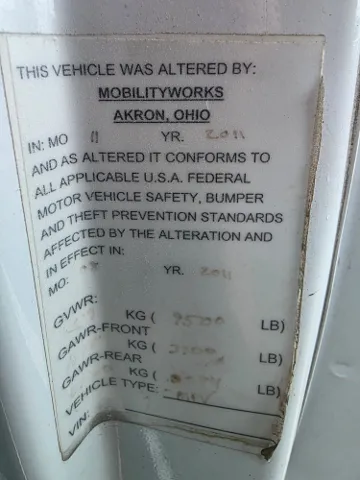 THIS VEHICLE WAS ALTERED BY:
MOBILITYWORKS
AKRON, OHIO
IN: MO 11 YR. 2011
AND AS ALTERED IT CONFORMS TO
ALL APPLICABLE U.S.A. FEDERAL
MOTOR VEHICLE SAFETY, BUMPER
AND THEFT PREVENTION STANDARDS
AFFECTED BY THE ALTERATION AND
IN EFFECT IN:
MO: YR. 2011
GVWR:
KG ( 9500 LB)
GAWR-FRONT
KG ( LB)
GAWR-REAR
KG ( LB)
VEHICLE TYPE:
VIN: